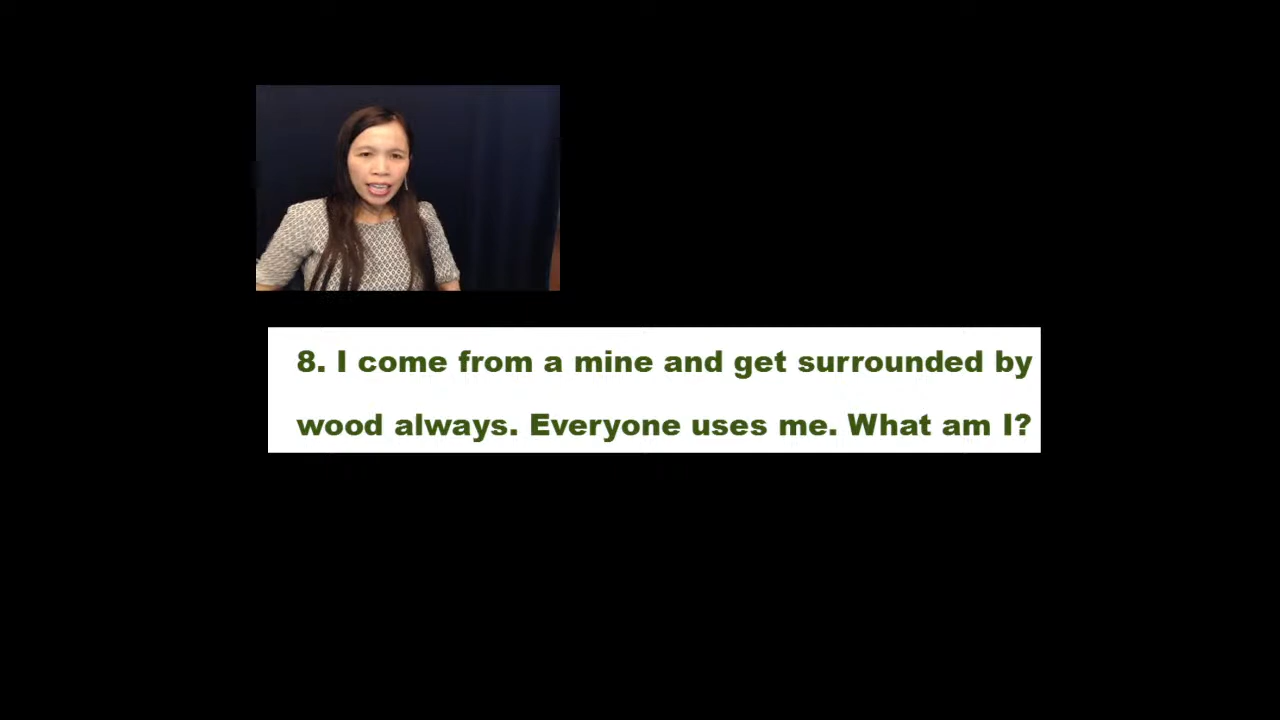 8. I come from a mine and get surrounded by
wood always. Everyone uses me. What am I?